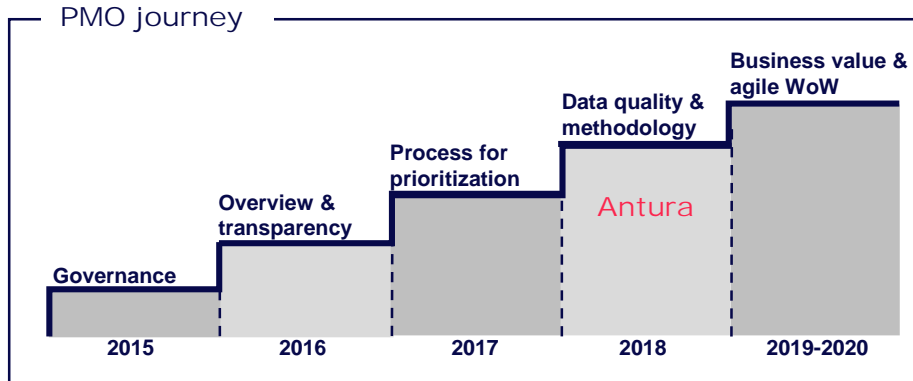 PMO journey
Business value &
agile WoW
Data quality &
methodology
Process for
prioritization
Antura
Overview &
transparency
Governance
2015
2016
2017
2018
2019-2020